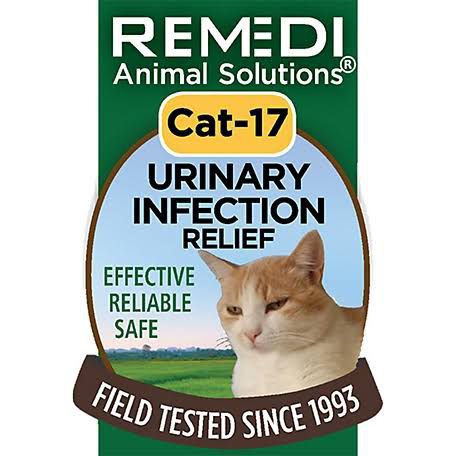 REMEDI
Animal Solutions®
Cat-17
URINARY
INFECTION
RELIEF
EFFECTIVE
RELIABLE
SAFE
FIELD TESTED SINCE 1993